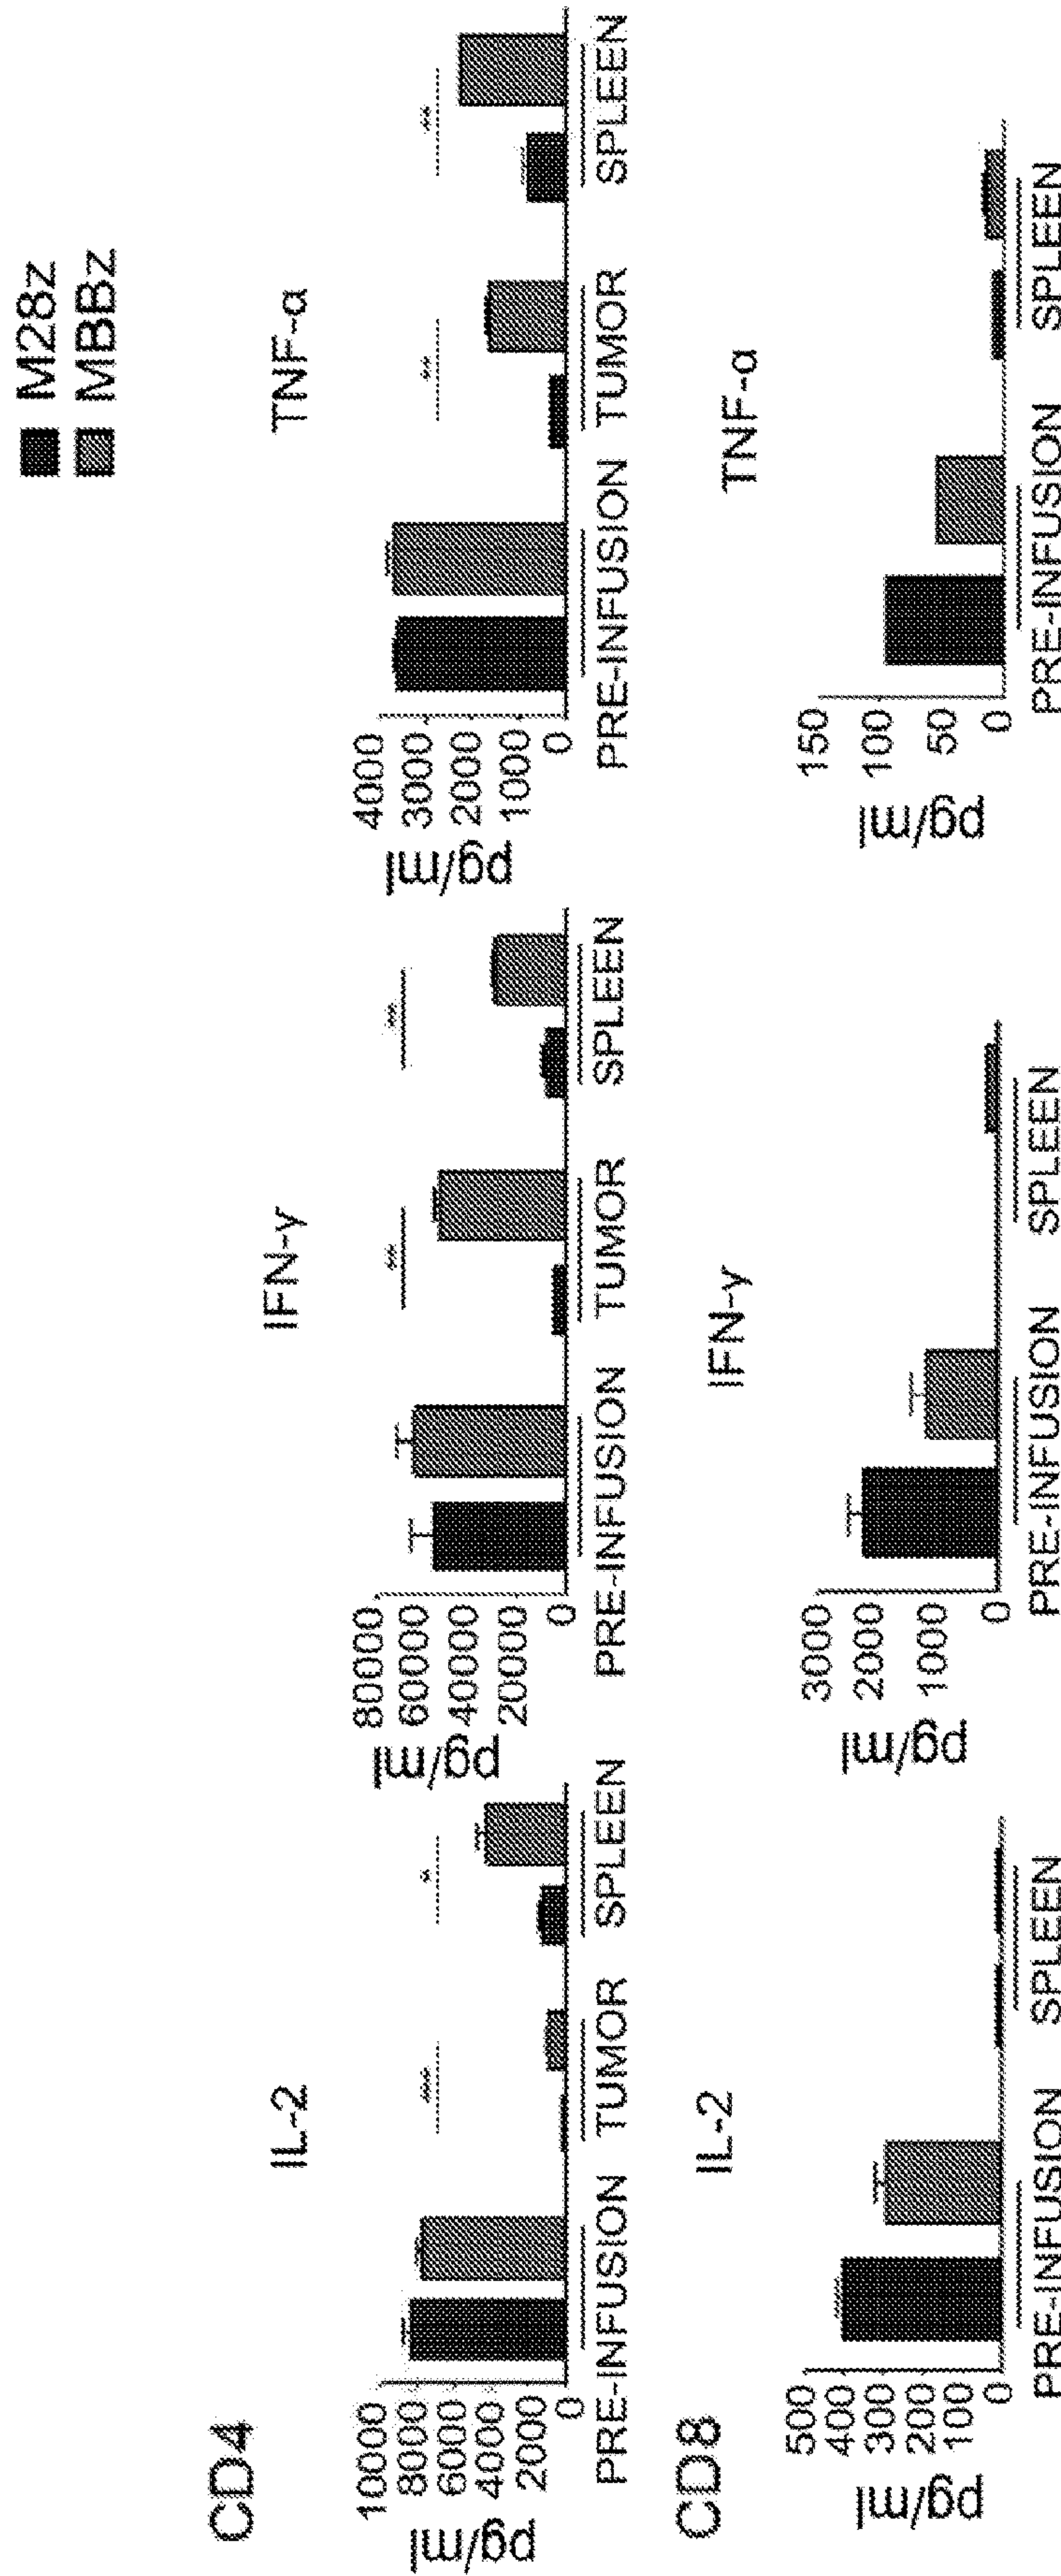 M28z
MBBz
CD4
IL-2
pg/ml
10000
8000
6000
4000
2000
0
PRE-INFUSION TUMOR SPLEEN
***
*
IFN-γ
pg/ml
80000
60000
40000
20000
0
PRE-INFUSION TUMOR SPLEEN
**
**
TNF-α
pg/ml
4000
3000
2000
1000
0
PRE-INFUSION TUMOR SPLEEN
**
**
CD8
IL-2
pg/ml
500
400
300
200
100
0
PRE-INFUSION SPLEEN
IFN-γ
pg/ml
3000
2000
1000
0
PRE-INFUSION SPLEEN
TNF-α
pg/ml
150
100
50
0
PRE-INFUSION SPLEEN